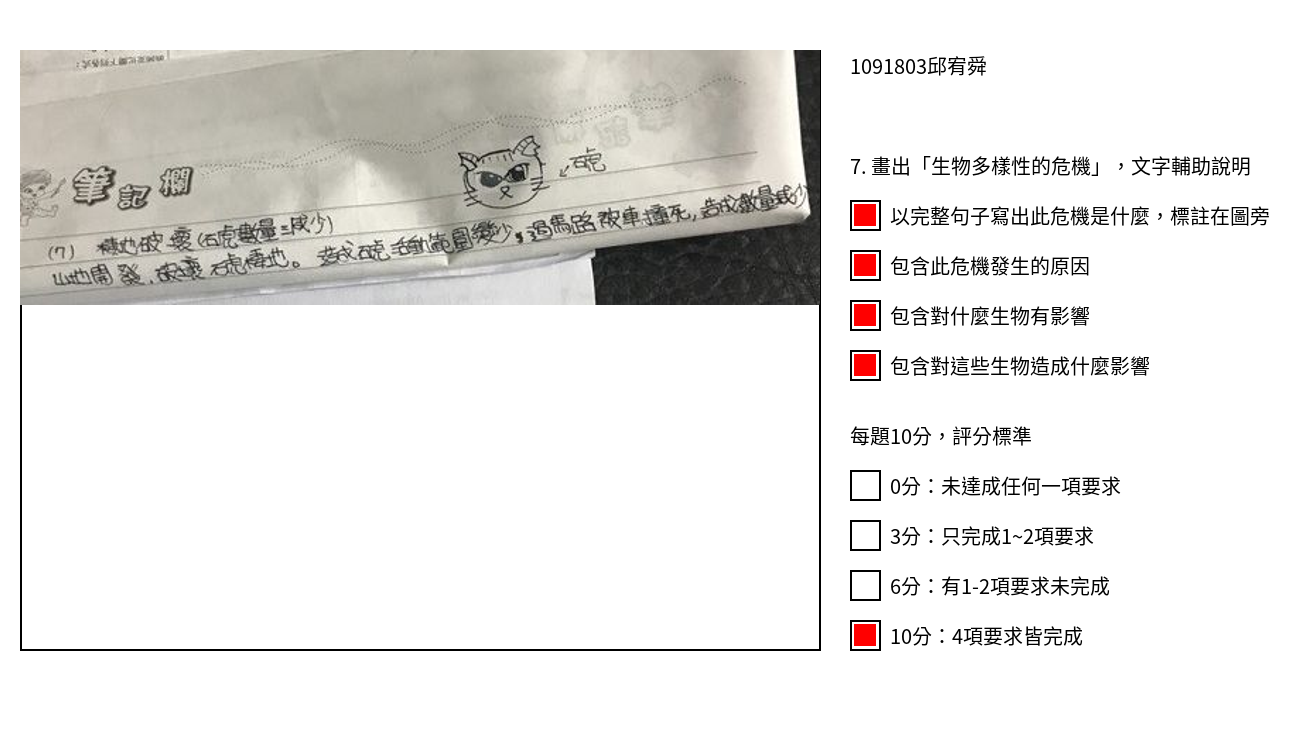 筆記欄
石虎
(7) 棲地破壞(石虎數量=減少)
山地開發,破壞石虎棲地。造成石虎活動範圍變少,過馬路被車撞死,造成數量減少
1091803邱宥舜
7. 畫出「生物多樣性的危機」，文字輔助說明
以完整句子寫出此危機是什麼，標註在圖旁
包含此危機發生的原因
包含對什麼生物有影響
包含對這些生物造成什麼影響
每題10分，評分標準
0分：未達成任何一項要求
3分：只完成1~2項要求
6分：有1-2項要求未完成
10分：4項要求皆完成